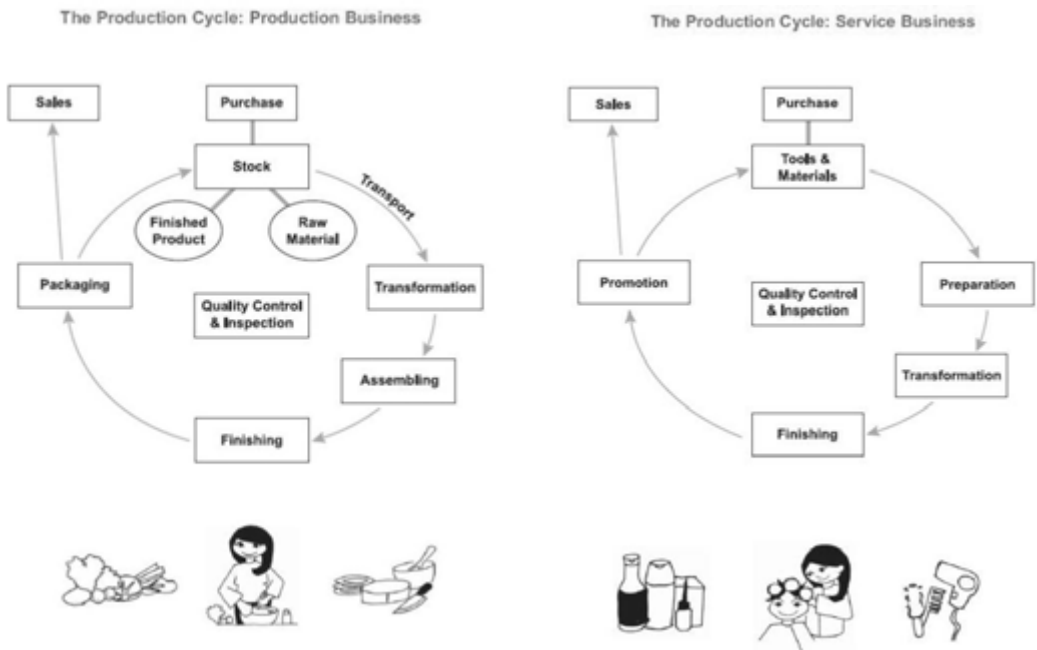 The Production Cycle: Production Business
Sales
Purchase
Stock
Transport
Finished
Product
Raw
Material
Packaging
Quality Control
& Inspection
Transformation
Assembling
Finishing
The Production Cycle: Service Business
Sales
Purchase
Tools &
Materials
Promotion
Quality Control
& Inspection
Preparation
Transformation
Finishing